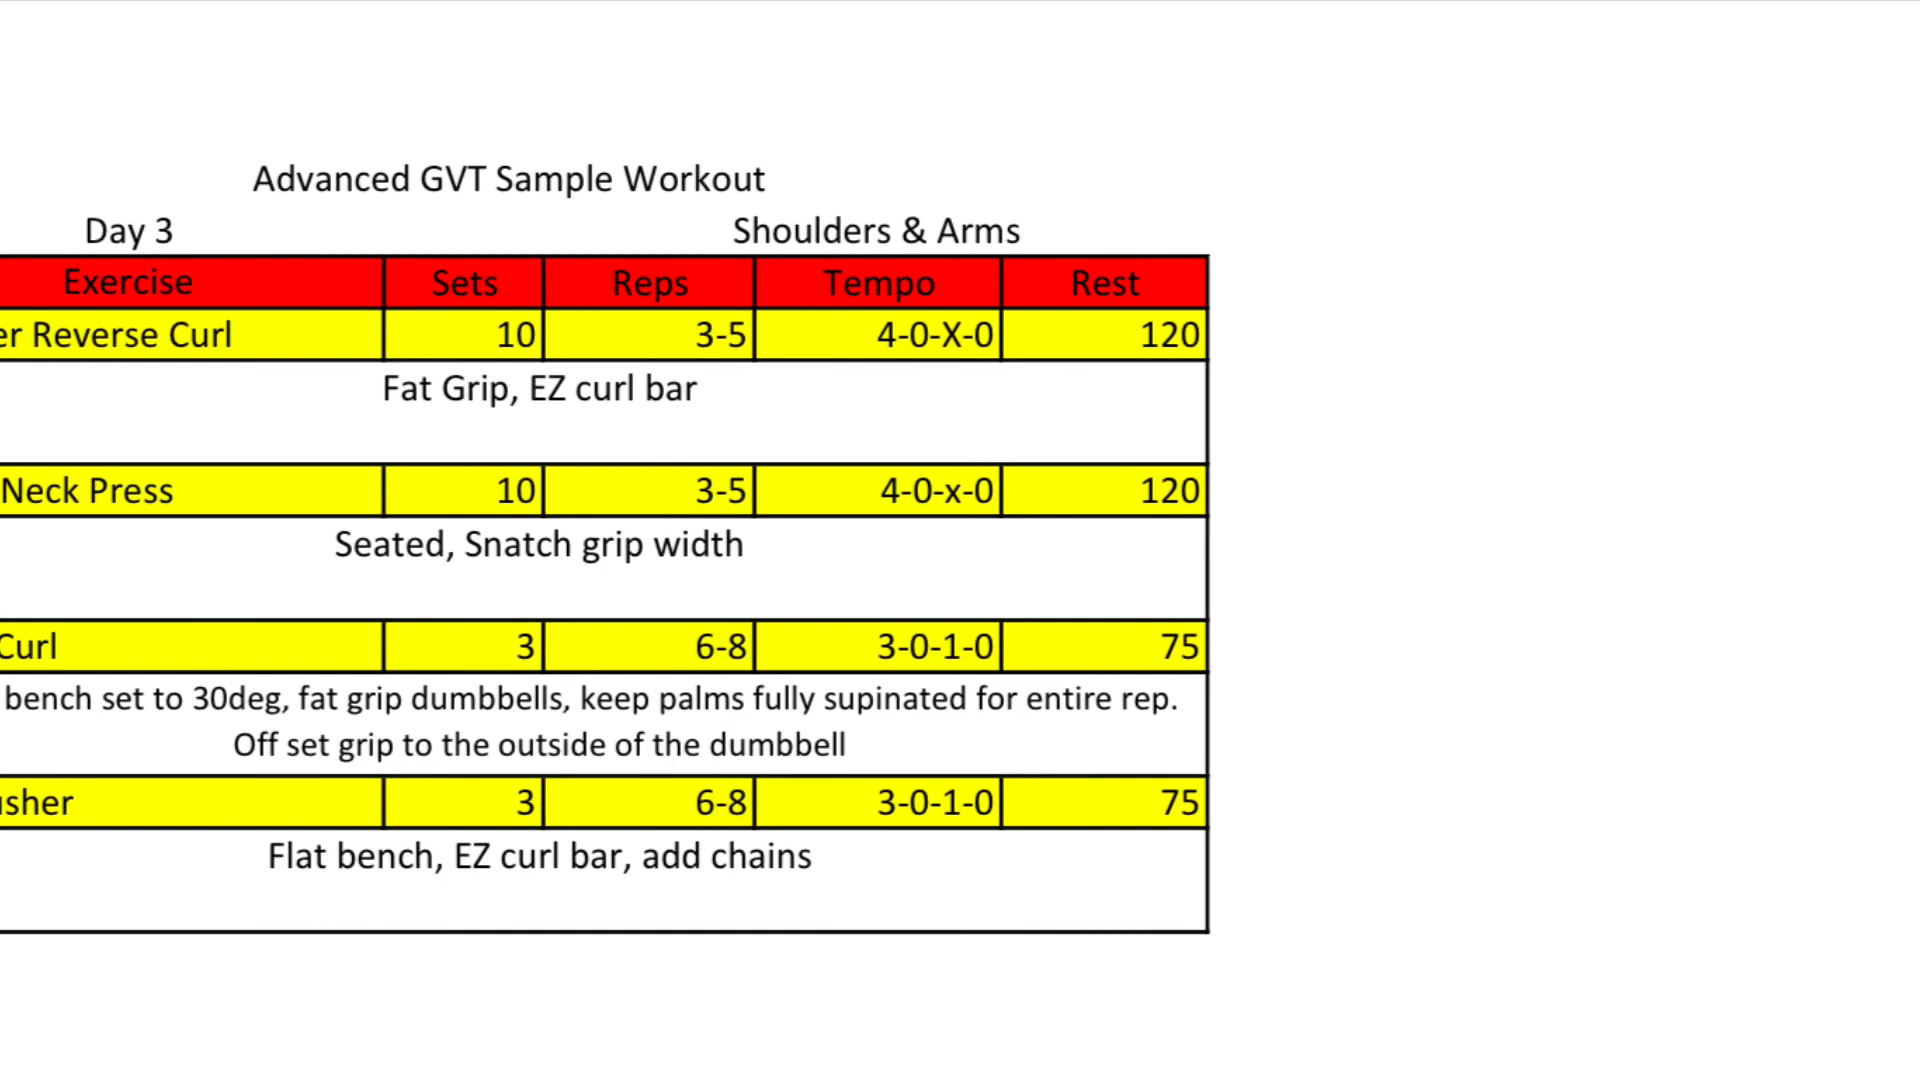 Advanced GVT Sample Workout
Day 3 Shoulders & Arms
Exercise Sets Reps Tempo Rest
Reverse Curl 10 3-5 4-0-X-0 120
Fat Grip, EZ curl bar
Neck Press 10 3-5 4-0-x-0 120
Seated, Snatch grip width
Curl 3 6-8 3-0-1-0 75
bench set to 30deg, fat grip dumbbells, keep palms fully supinated for entire rep.
Off set grip to the outside of the dumbbell
3 6-8 3-0-1-0 75
Flat bench, EZ curl bar, add chains